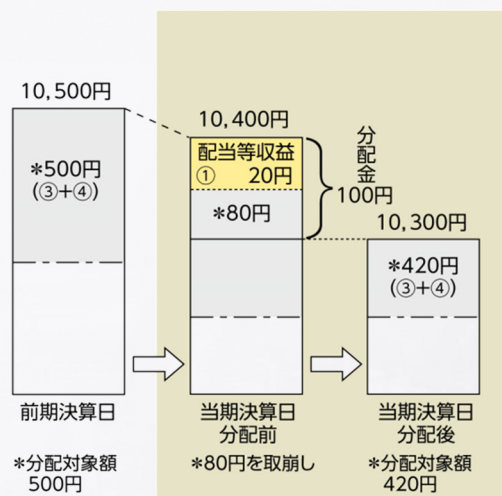 10,500円
*500円
(③+④)
前期決算日
*分配対象額
500円
10,400円
配当等収益
① 20円
*80円
分配金
100円
当期決算日
分配前
*80円を取崩し
10,300円
*420円
(③+④)
当期決算日
分配後
*分配対象額
420円